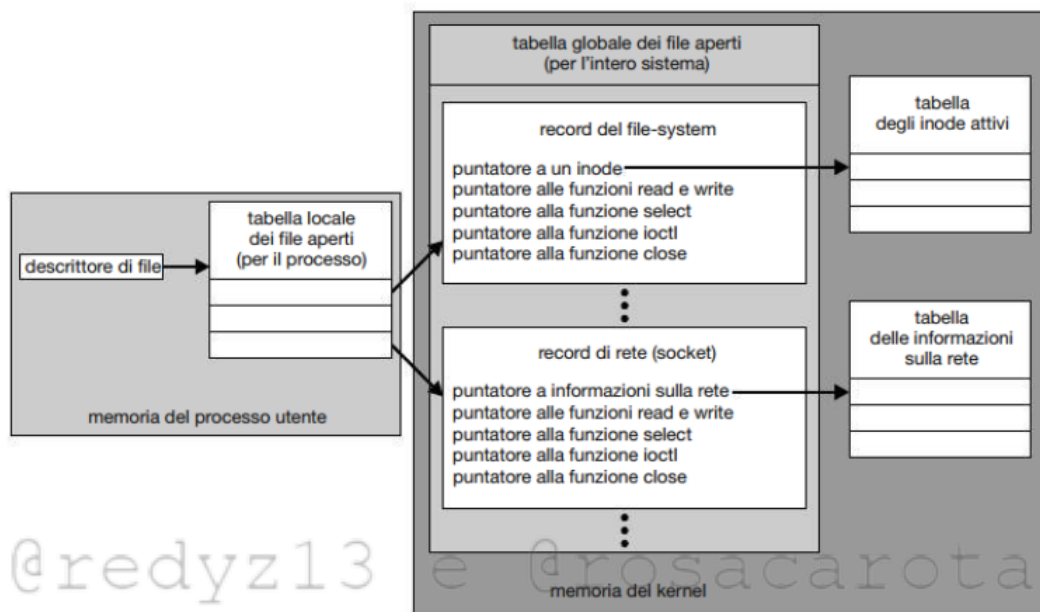 tabella globale dei file aperti
(per l'intero sistema)
record del file-system
puntatore a un inode
puntatore alle funzioni read e write
puntatore alla funzione select
puntatore alla funzione ioctl
puntatore alla funzione close
tabella
degli inode attivi
descrittore di file
tabella locale
dei file aperti
(per il processo)
memoria del processo utente
record di rete (socket)
puntatore a informazioni sulla rete
puntatore alle funzioni read e write
puntatore alla funzione select
puntatore alla funzione ioctl
puntatore alla funzione close
tabella
delle informazioni
sulla rete
@redyz13 e @rosacarota
memoria del kernel